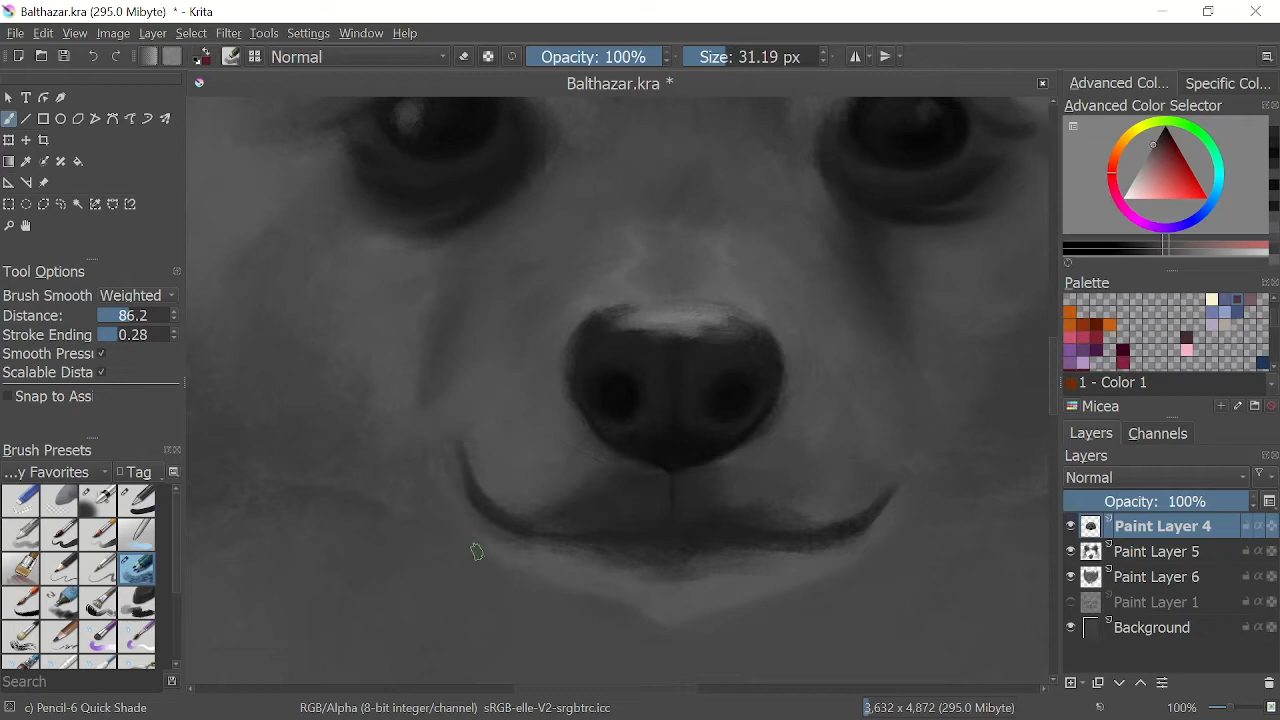 Balthazar.kra (295.0 Mibyte) * - Krita
File Edit View Image Layer Select Filter Tools Settings Window Help
Normal
Opacity: 100%
Size: 31.19 px
Balthazar.kra *
Advanced Col...
Specific Col...
Advanced Color Selector
Tool Options
Brush Smooth Weighted
Distance: 86.2
Stroke Ending 0.28
Smooth Press
Scalable Dista
Snap to Assi
Brush Presets
...y Favorites
Tag
Search
Palette
1 - Color 1
Micea
Layers
Channels
Layers
Normal
Opacity: 100%
Paint Layer 4
Paint Layer 5
Paint Layer 6
Paint Layer 1
Background
c) Pencil-6 Quick Shade
RGB/Alpha (8-bit integer/channel) sRGB-elle-V2-srgbtrc.icc
3,632 x 4,872 (295.0 Mibyte)
100%